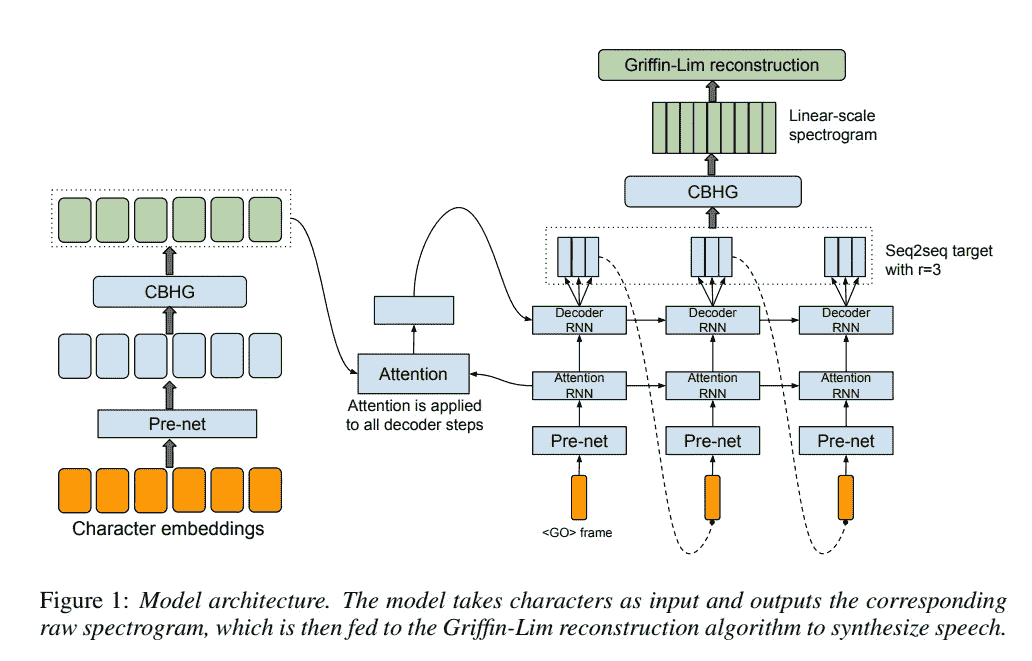 Griffin-Lim reconstruction
Linear-scale
spectrogram
CBHG
Seq2seq target
with r=3
CBHG
Decoder
RNN
Decoder
RNN
Decoder
RNN
Attention
Attention is applied
to all decoder steps
Attention
RNN
Attention
RNN
Attention
RNN
Pre-net
Pre-net
Pre-net
Pre-net
Character embeddings
<GO> frame
Figure 1: Model architecture. The model takes characters as input and outputs the corresponding
raw spectrogram, which is then fed to the Griffin-Lim reconstruction algorithm to synthesize speech.